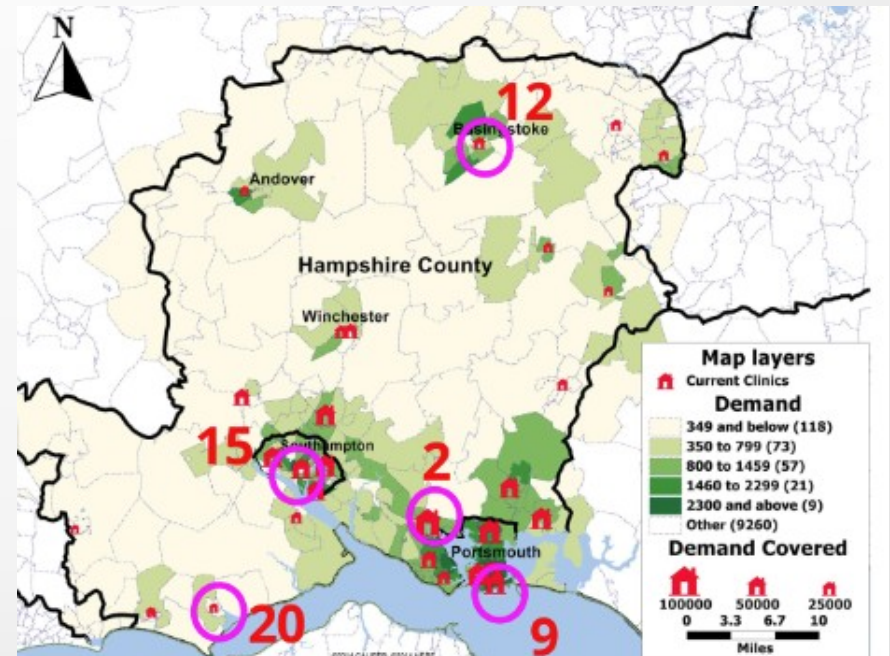 N
12
Basingstoke
Andover
Hampshire County
Winchester
15
Southampton
2
Portsmouth
20
9
Map layers
Current Clinics
Demand
349 and below (118)
350 to 799 (73)
800 to 1459 (57)
1460 to 2299 (21)
2300 and above (9)
Other (9260)
Demand Covered
100000 50000 25000
0 3.3 6.7 10
Miles